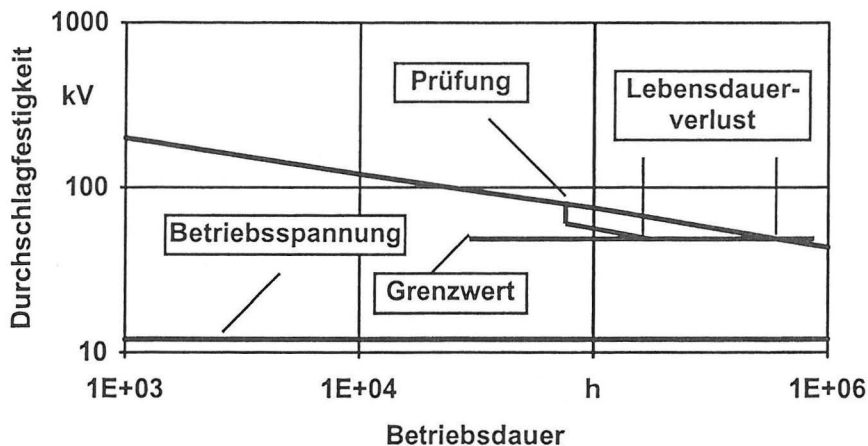 1000
Durchschlagfestigkeit
kV
100
10
Prüfung
Lebensdauer-
verlust
Betriebsspannung
Grenzwert
1E+03
1E+04
h
1E+06
Betriebsdauer